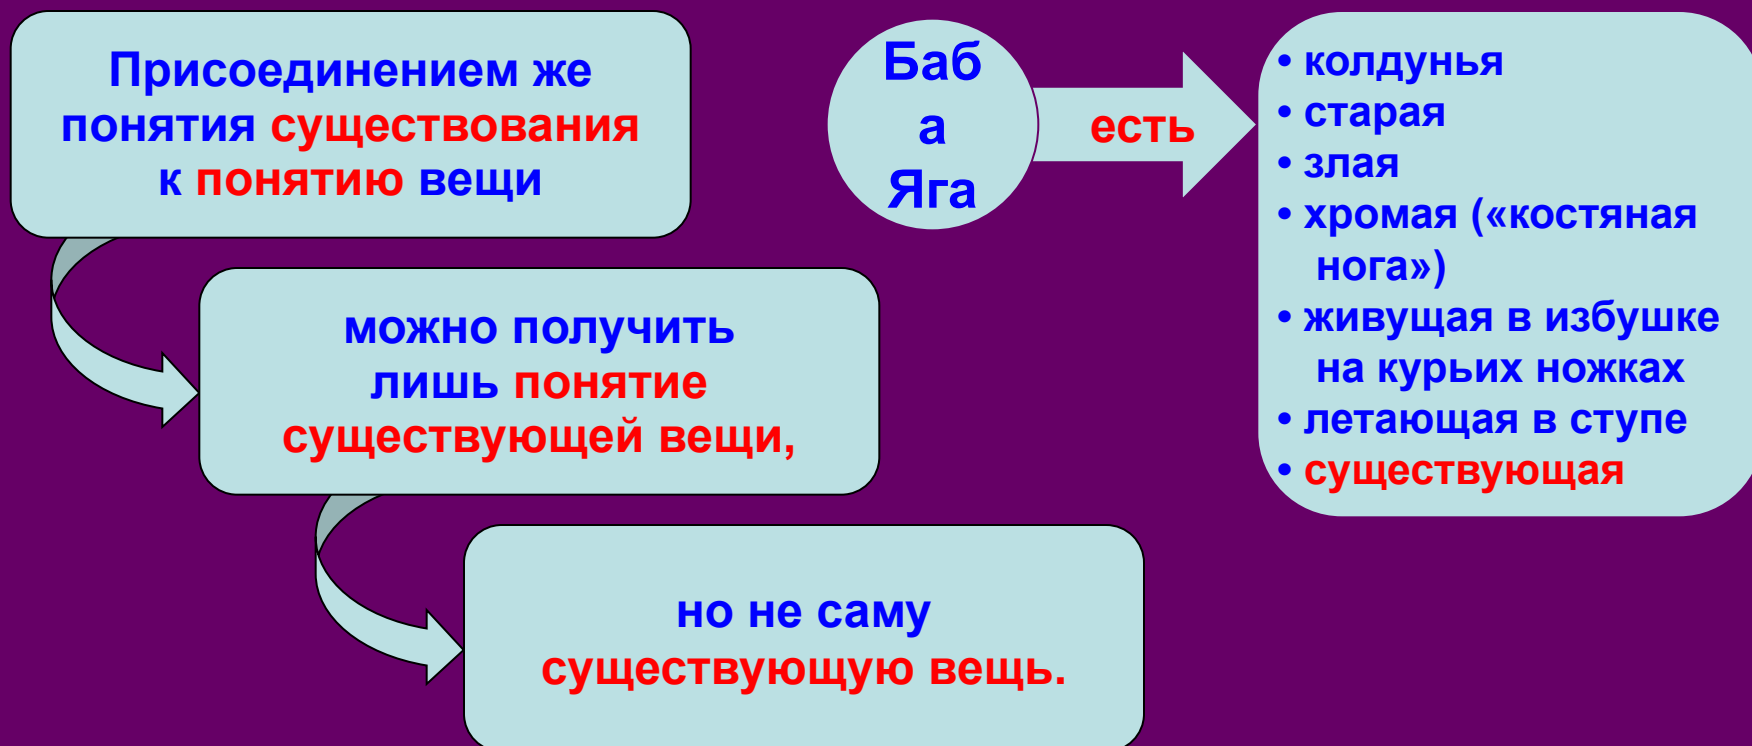 Присоединением же
понятия существования
к понятию вещи
можно получить
лишь понятие
существующей вещи,
но не саму
существующую вещь.
Баб
а
Яга
есть
• колдунья
• старая
• злая
• хромая («костяная
нога»)
• живущая в избушке
на курьих ножках
• летающая в ступе
• существующая